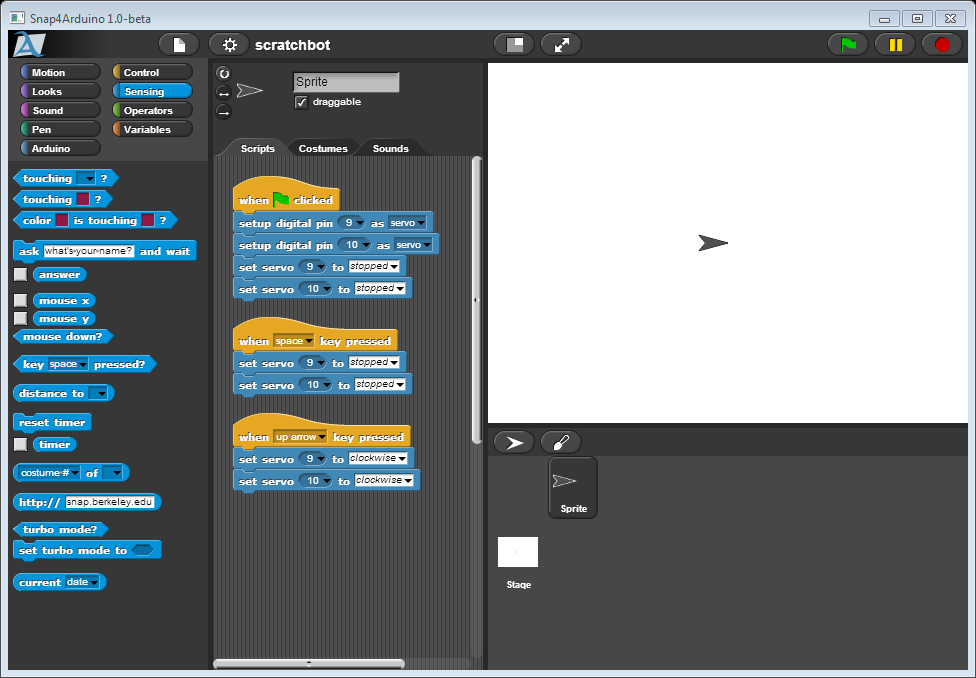 Snap4Arduino 1.0-beta
scratchbot
Motion
Control
Looks
Sensing
Sound
Operators
Pen
Variables
Arduino
touching ?
touching ?
color is touching ?
ask what's your name? and wait
answer
mouse x
mouse y
mouse down?
key space pressed?
distance to
reset timer
timer
costume # of
http:// snap.berkeley.edu
turbo mode?
set turbo mode to
current date
Sprite
draggable
Scripts
Costumes
Sounds
when clicked
setup digital pin 9 as servo
setup digital pin 10 as servo
set servo 9 to stopped
set servo 10 to stopped
when space key pressed
set servo 9 to stopped
set servo 10 to stopped
when up arrow key pressed
set servo 9 to clockwise
set servo 10 to clockwise
Sprite
Stage